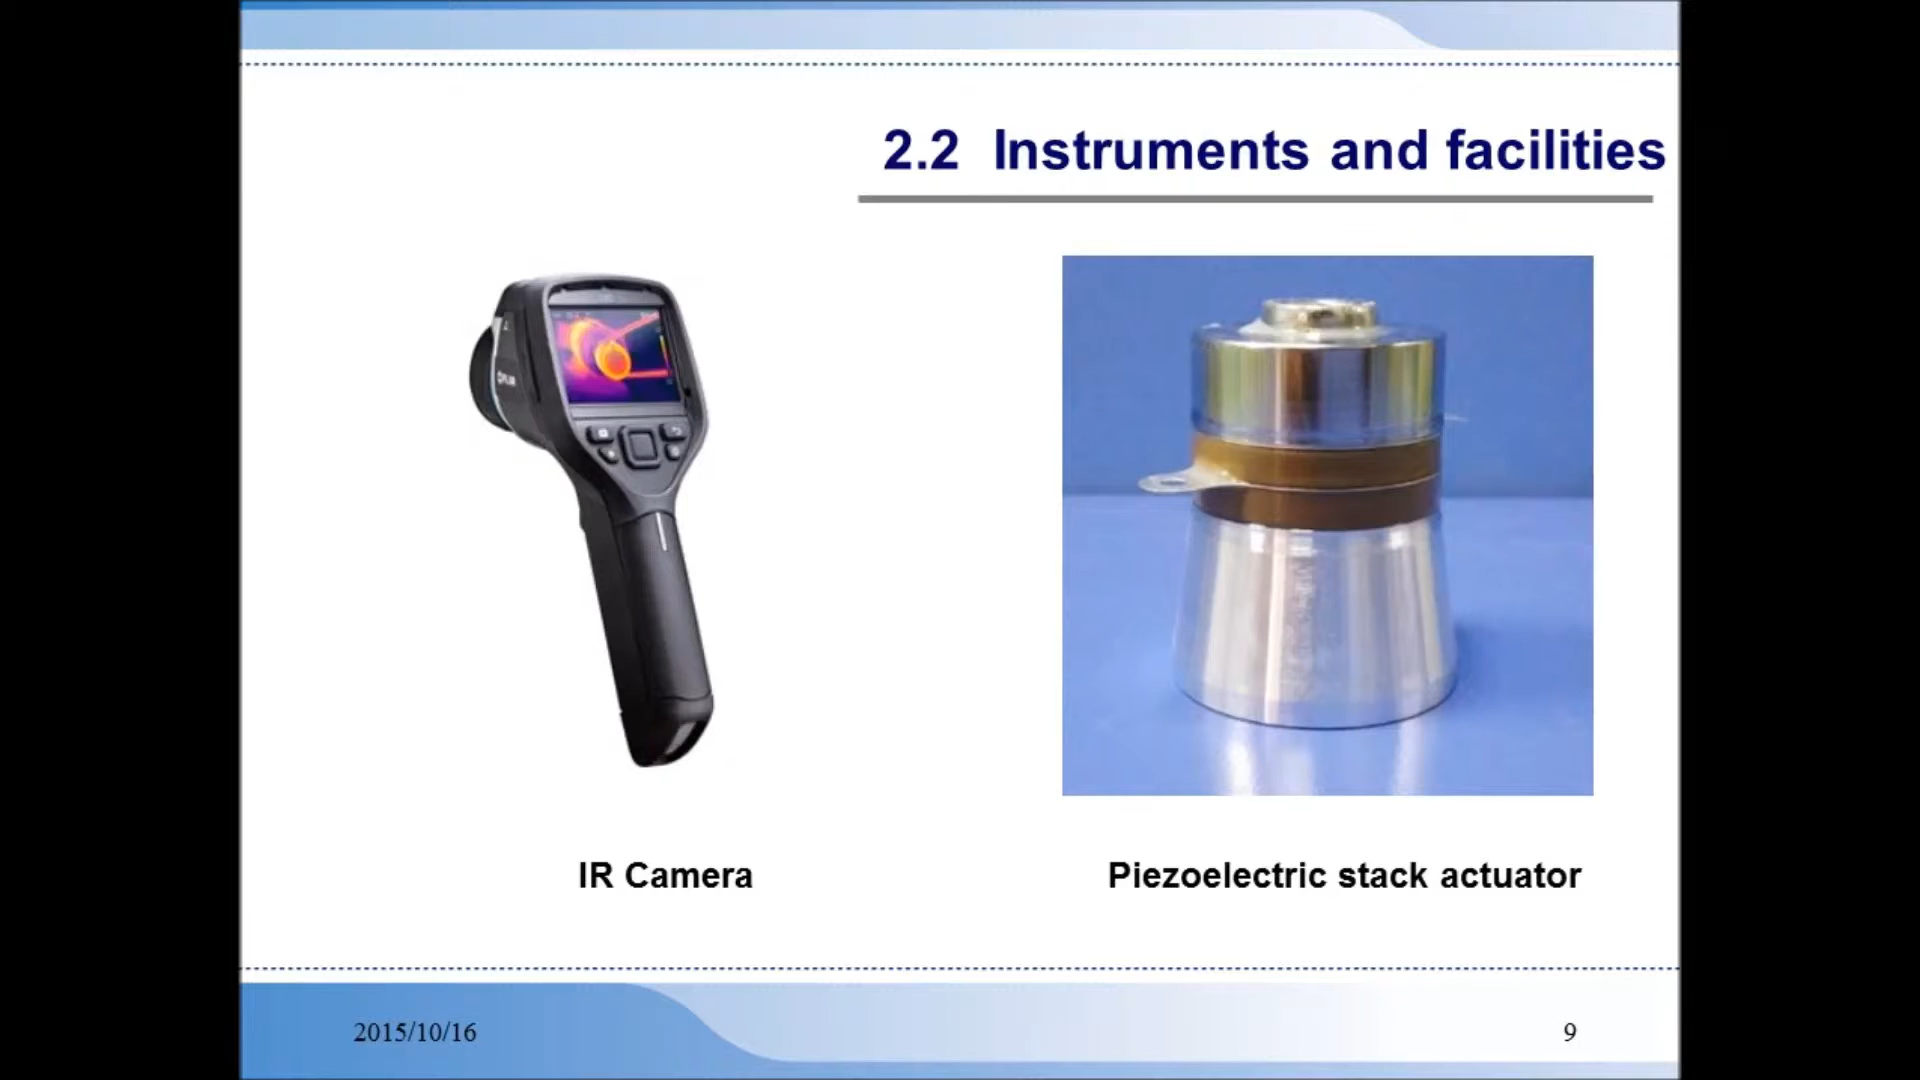 2.2 Instruments and facilities
IR Camera
Piezoelectric stack actuator
2015/10/16
9